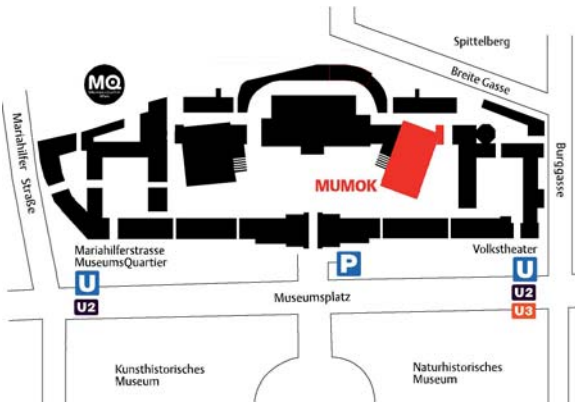 Spittelberg
Breite Gasse
MQ
Mariahilfer
Straße
Burggasse
MUMOK
Mariahilferstrasse
MuseumsQuartier
Volkstheater
U
P
U
U2
Museumsplatz
U2
U3
Kunsthistorisches
Museum
Naturhistorisches
Museum